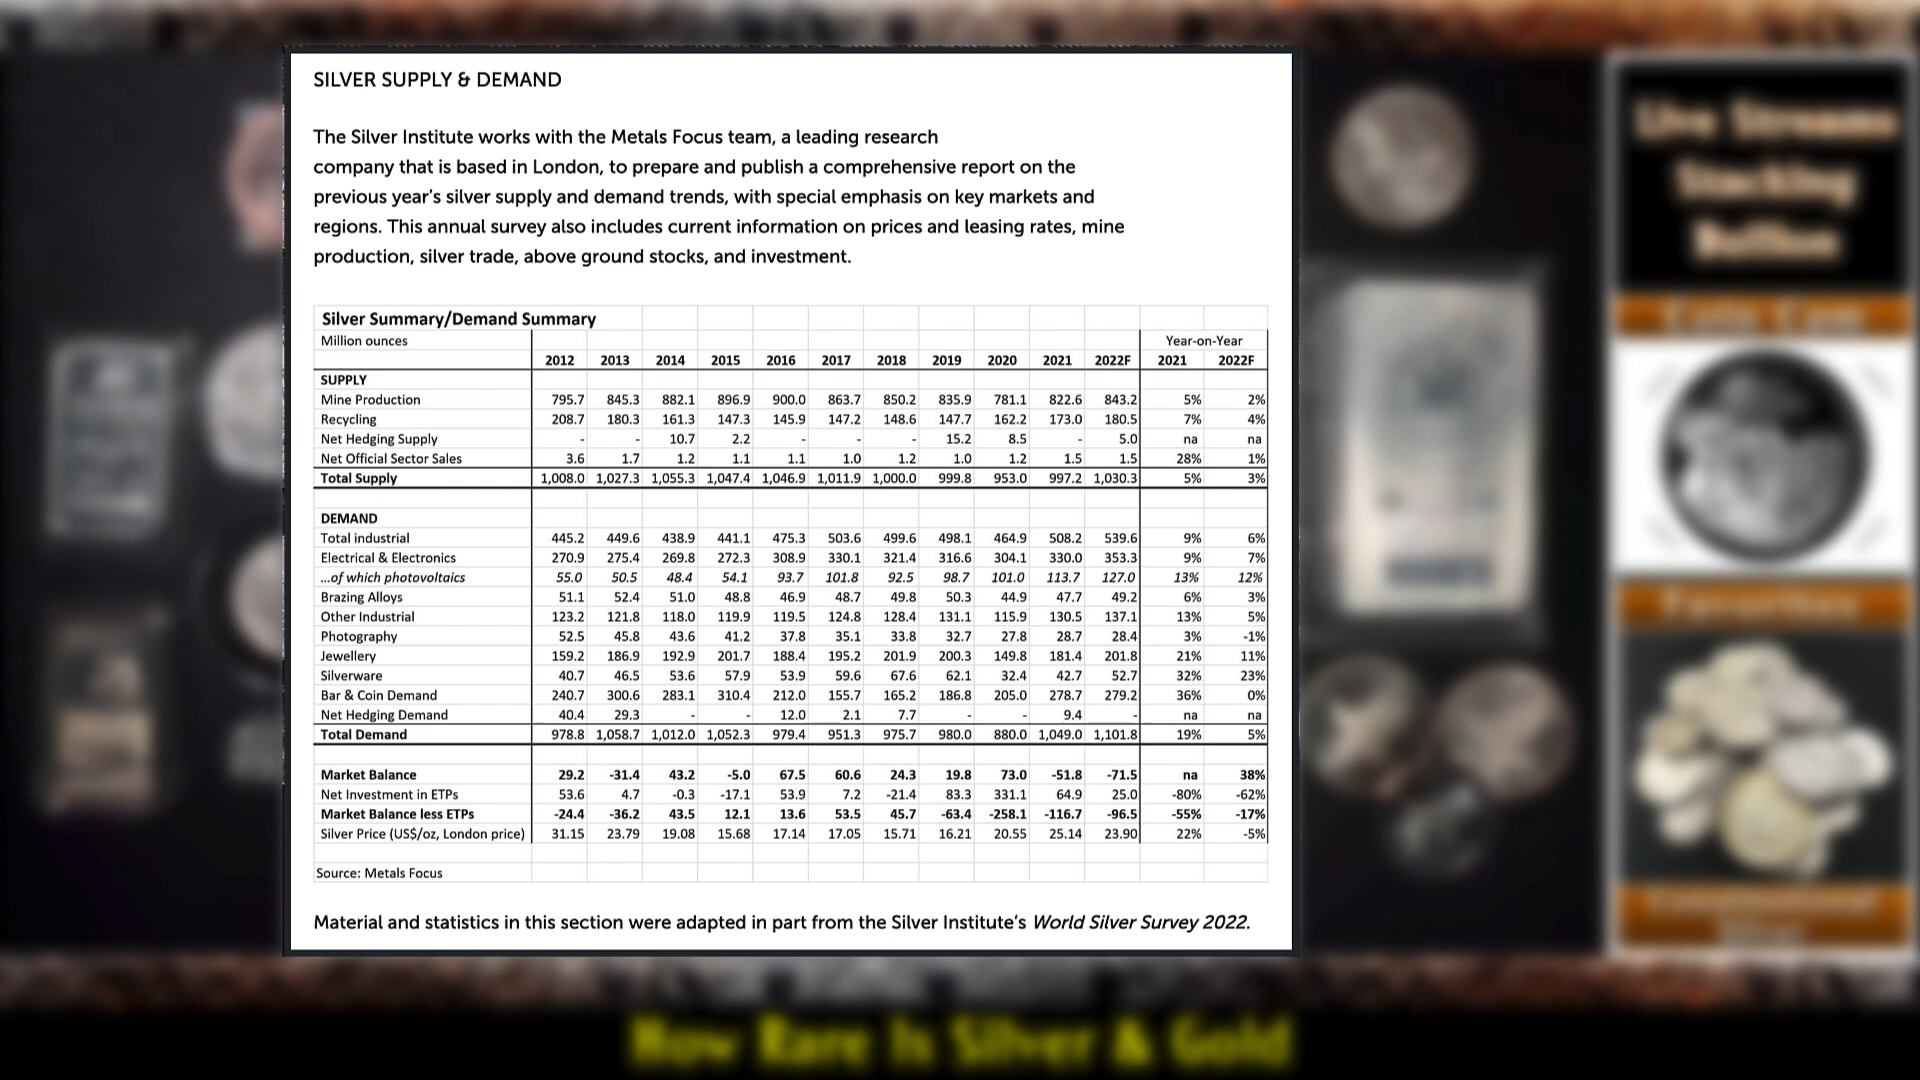 SILVER SUPPLY & DEMAND
The Silver Institute works with the Metals Focus team, a leading research
company that is based in London, to prepare and publish a comprehensive report on the
previous year's silver supply and demand trends, with special emphasis on key markets and
regions. This annual survey also includes current information on prices and leasing rates, mine
production, silver trade, above ground stocks, and investment.
Silver Summary/Demand Summary
Million ounces Year-on-Year
2012 2013 2014 2015 2016 2017 2018 2019 2020 2021 2022F 2021 2022F
SUPPLY
Mine Production 795.7 845.3 882.1 896.9 900.0 863.7 850.2 835.9 781.1 822.6 843.2 5% 2%
Recycling 208.7 180.3 161.3 147.3 145.9 147.2 148.6 147.7 162.2 173.0 180.5 7% 4%
Net Hedging Supply - - 10.7 2.2 - - - 15.2 8.5 - 5.0 na na
Net Official Sector Sales 3.6 1.7 1.2 1.1 1.1 1.0 1.2 1.0 1.2 1.5 1.5 28% 1%
Total Supply 1,008.0 1,027.3 1,055.3 1,047.4 1,046.9 1,011.9 1,000.0 999.8 953.0 997.2 1,030.3 5% 3%
DEMAND
Total industrial 445.2 449.6 438.9 441.1 475.3 503.6 499.6 498.1 464.9 508.2 539.6 9% 6%
Electrical & Electronics 270.9 275.4 269.8 272.3 308.9 330.1 321.4 316.6 304.1 330.0 353.3 9% 7%
...of which photovoltaics 55.0 50.5 48.4 54.1 93.7 101.8 92.5 98.7 101.0 113.7 127.0 13% 12%
Brazing Alloys 51.1 52.4 51.0 48.8 46.9 48.7 49.8 50.3 44.9 47.7 49.2 6% 3%
Other Industrial 123.2 121.8 118.0 119.9 119.5 124.8 128.4 131.1 115.9 130.5 137.1 13% 5%
Photography 52.5 45.8 43.6 41.2 37.8 35.1 33.8 32.7 27.8 28.7 28.4 3% -1%
Jewellery 159.2 186.9 192.9 201.7 188.4 195.2 201.9 200.3 149.8 181.4 201.8 21% 11%
Silverware 40.7 46.5 53.6 57.9 53.9 59.6 67.6 62.1 32.4 42.7 52.7 32% 23%
Bar & Coin Demand 240.7 300.6 283.1 310.4 212.0 155.7 165.2 186.8 205.0 278.7 279.2 36% 0%
Net Hedging Demand 40.4 29.3 - - 12.0 2.1 7.7 - - 9.4 - na na
Total Demand 978.8 1,058.7 1,012.0 1,052.3 979.4 951.3 975.7 980.0 880.0 1,049.0 1,101.8 19% 5%
Market Balance 29.2 -31.4 43.2 -5.0 67.5 60.6 24.3 19.8 73.0 -51.8 -71.5 na 38%
Net Investment in ETPs 53.6 4.7 -0.3 -17.1 53.9 7.2 -21.4 83.3 331.1 64.9 25.0 -80% -62%
Market Balance less ETPs -24.4 -36.2 43.5 12.1 13.6 53.5 45.7 -63.4 -258.1 -116.7 -96.5 -55% -17%
Silver Price (US$/oz, London price) 31.15 23.79 19.08 15.68 17.14 17.05 15.71 16.21 20.55 25.14 23.90 22% -5%
Source: Metals Focus
Material and statistics in this section were adapted in part from the Silver Institute's World Silver Survey 2022.
Live Streams
Stacking
Bullion
Favorites
Constitutional
Silver
How Rare Is Silver & Gold